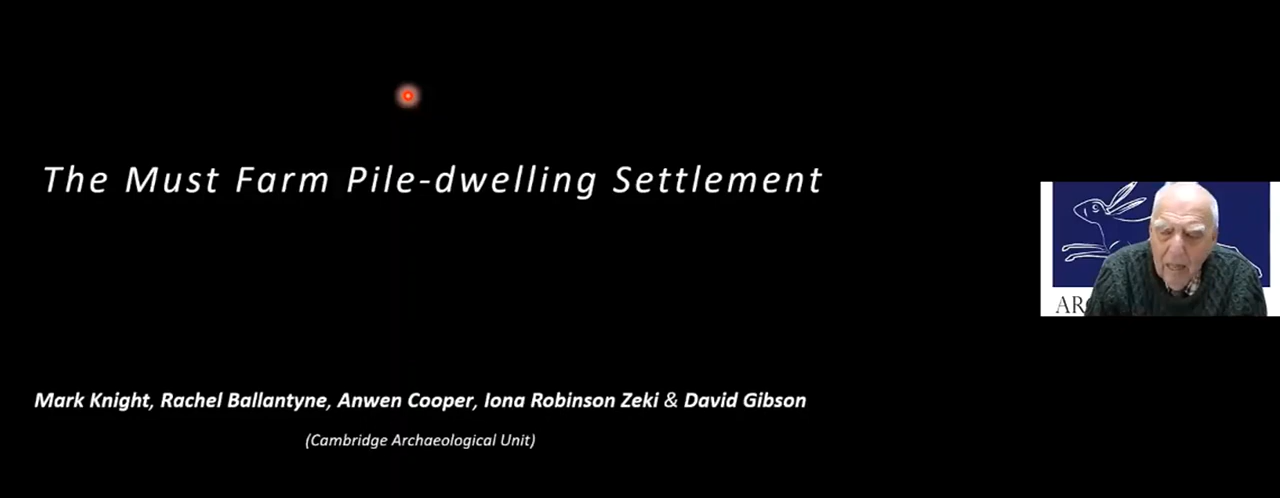 The Must Farm Pile-dwelling Settlement
Mark Knight, Rachel Ballantyne, Anwen Cooper, Iona Robinson Zeki & David Gibson
(Cambridge Archaeological Unit)
AR